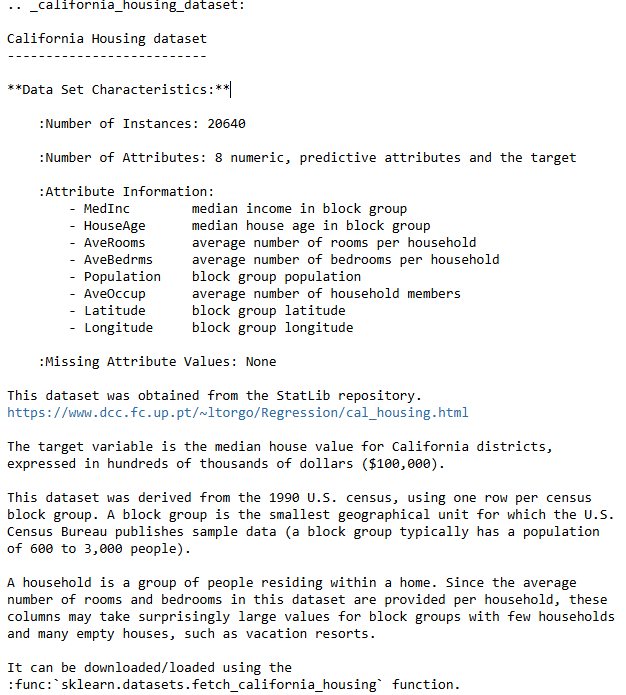 .. _california_housing_dataset:
California Housing dataset
--------------------------
**Data Set Characteristics:**
:Number of Instances: 20640
:Number of Attributes: 8 numeric, predictive attributes and the target
:Attribute Information:
- MedInc        median income in block group
- HouseAge      median house age in block group
- AveRooms      average number of rooms per household
- AveBedrms     average number of bedrooms per household
- Population    block group population
- AveOccup      average number of household members
- Latitude      block group latitude
- Longitude     block group longitude
:Missing Attribute Values: None
This dataset was obtained from the StatLib repository.
https://www.dcc.fc.up.pt/~ltorgo/Regression/cal_housing.html
The target variable is the median house value for California districts,
expressed in hundreds of thousands of dollars ($100,000).
This dataset was derived from the 1990 U.S. census, using one row per census
block group. A block group is the smallest geographical unit for which the U.S.
Census Bureau publishes sample data (a block group typically has a population
of 600 to 3,000 people).
A household is a group of people residing within a home. Since the average
number of rooms and bedrooms in this dataset are provided per household, these
columns may take surprisingly large values for block groups with few households
and many empty houses, such as vacation resorts.
It can be downloaded/loaded using the
:func:`sklearn.datasets.fetch_california_housing` function.